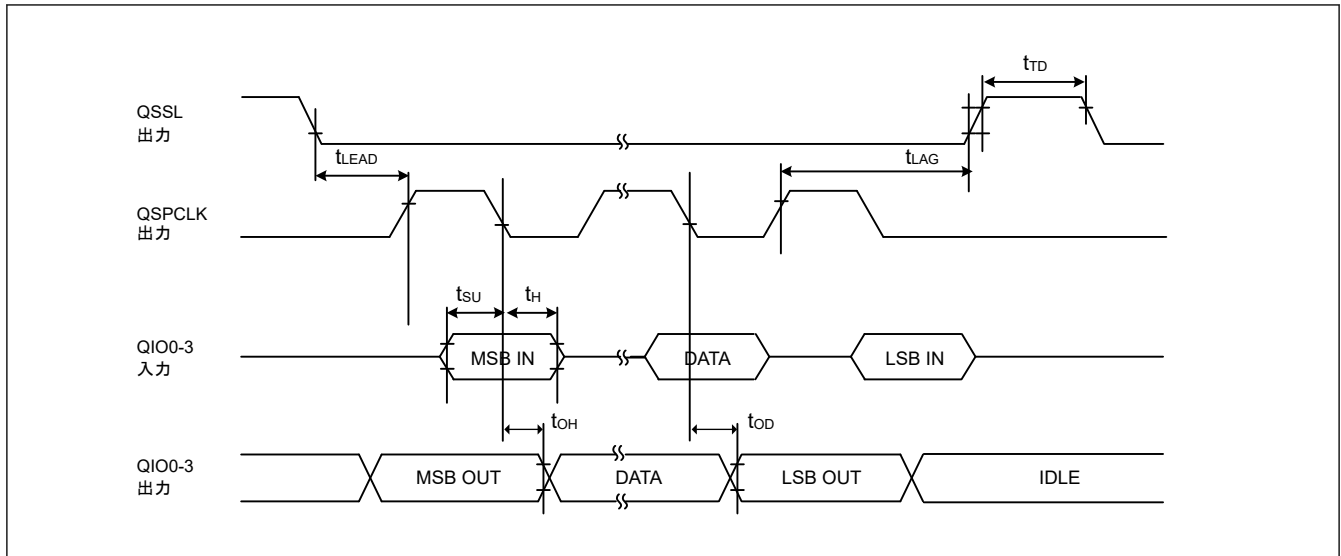 tTD
QSSL
出力
tLEAD
tLAG
QSPCLK
出力
tSU
tH
QIO0-3
入力
MSB IN
DATA
LSB IN
tOH
tOD
QIO0-3
出力
MSB OUT
DATA
LSB OUT
IDLE